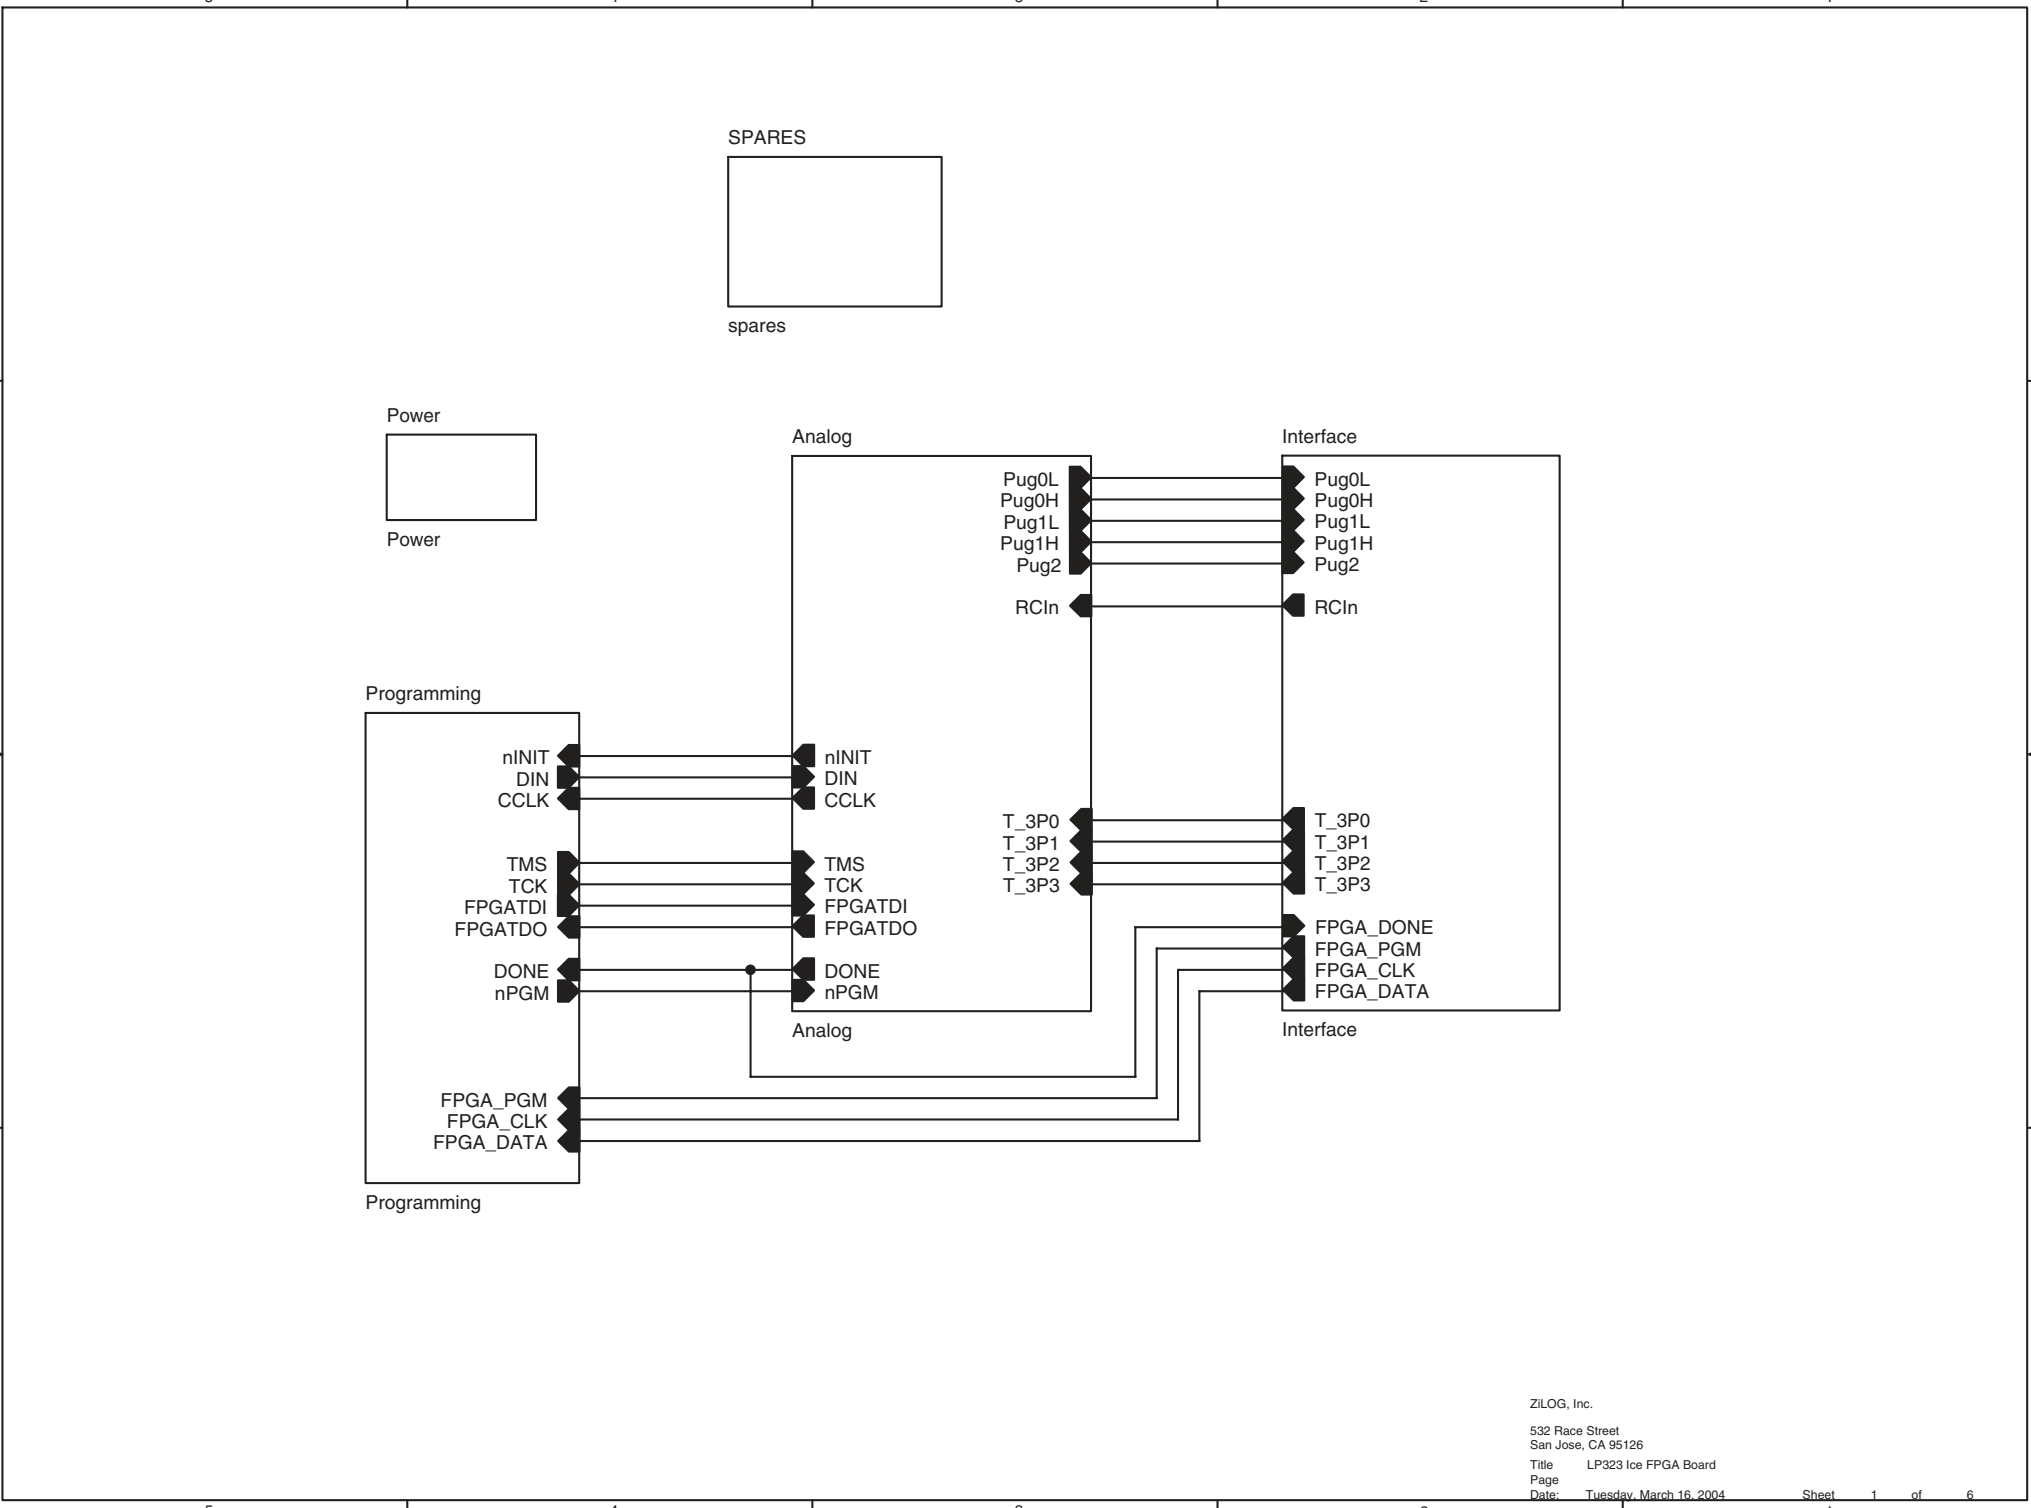 SPARES
spares
Power
Power
Analog
Pug0L
Pug0H
Pug1L
Pug1H
Pug2
RCIn
nINIT
DIN
CCLK
TMS
TCK
FPGATDI
FPGATDO
DONE
nPGM
T_3P0
T_3P1
T_3P2
T_3P3
Analog
Interface
Pug0L
Pug0H
Pug1L
Pug1H
Pug2
RCIn
T_3P0
T_3P1
T_3P2
T_3P3
FPGA_DONE
FPGA_PGM
FPGA_CLK
FPGA_DATA
Interface
Programming
nINIT
DIN
CCLK
TMS
TCK
FPGATDI
FPGATDO
DONE
nPGM
FPGA_PGM
FPGA_CLK
FPGA_DATA
Programming
ZiLOG, Inc.
532 Race Street
San Jose, CA 95126
Title LP323 Ice FPGA Board
Page
Date: Tuesday, March 16, 2004 Sheet 1 of 6